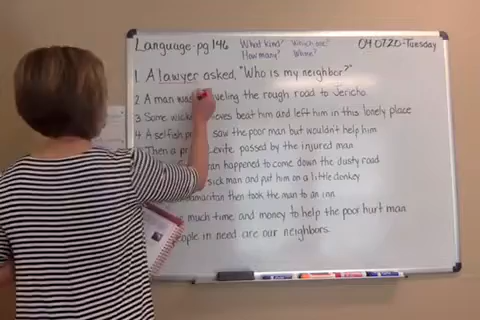 Language-pg 146
What kind? Which one?
How many? Whose?
04.07.20-Tuesday
1. A lawyer asked, "Who is my neighbor?"
2 A man was traveling the rough road to Jericho.
3 Some wicked thieves beat him and left him in this lonely place
4 A selfish saw the poor man but wouldn't help him
Then a Levite passed by the injured man
man happened to come down the dusty road
sick man and put him on a little donkey
Samaritan then took the man to an inn
much time and money to help the poor hurt man
people in need are our neighbors.